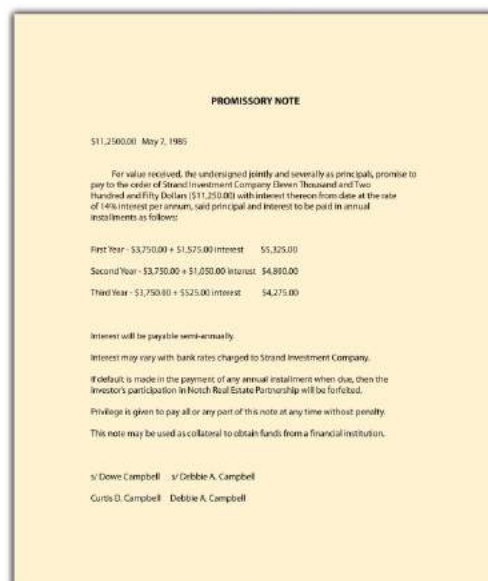 PROMISSORY NOTE
$11,2500.00 May 7, 1985
For value received, the undersigned jointly and severally as principals, promise to
pay to the order of Strand Investment Company Eleven Thousand and Two
Hundred and Fifty Dollars ($11,250.00) with interest thereon from date at the rate
of 14% interest per annum, said principal and interest to be paid in annual
installments as follows:
First Year - $3,750.00 + $1,575.00 interest $5,325.00
Second Year - $3,750.00 + $1,050.00 interest $4,800.00
Third Year - $3,750.00 + $525.00 interest $4,275.00
Interest will be payable semi-annually.
Interest may vary with bank rates charged to Strand Investment Company.
If default is made in the payment of any annual installment when due, then the
investor's participation in Notch Real Estate Partnership will be forfeited.
Privilege is given to pay all or any part of this note at any time without penalty.
This note may be used as collateral to obtain funds from a financial institution.
s/ Dowe Campbell s/ Debbie A. Campbell
Curtis D. Campbell Debbie A. Campbell